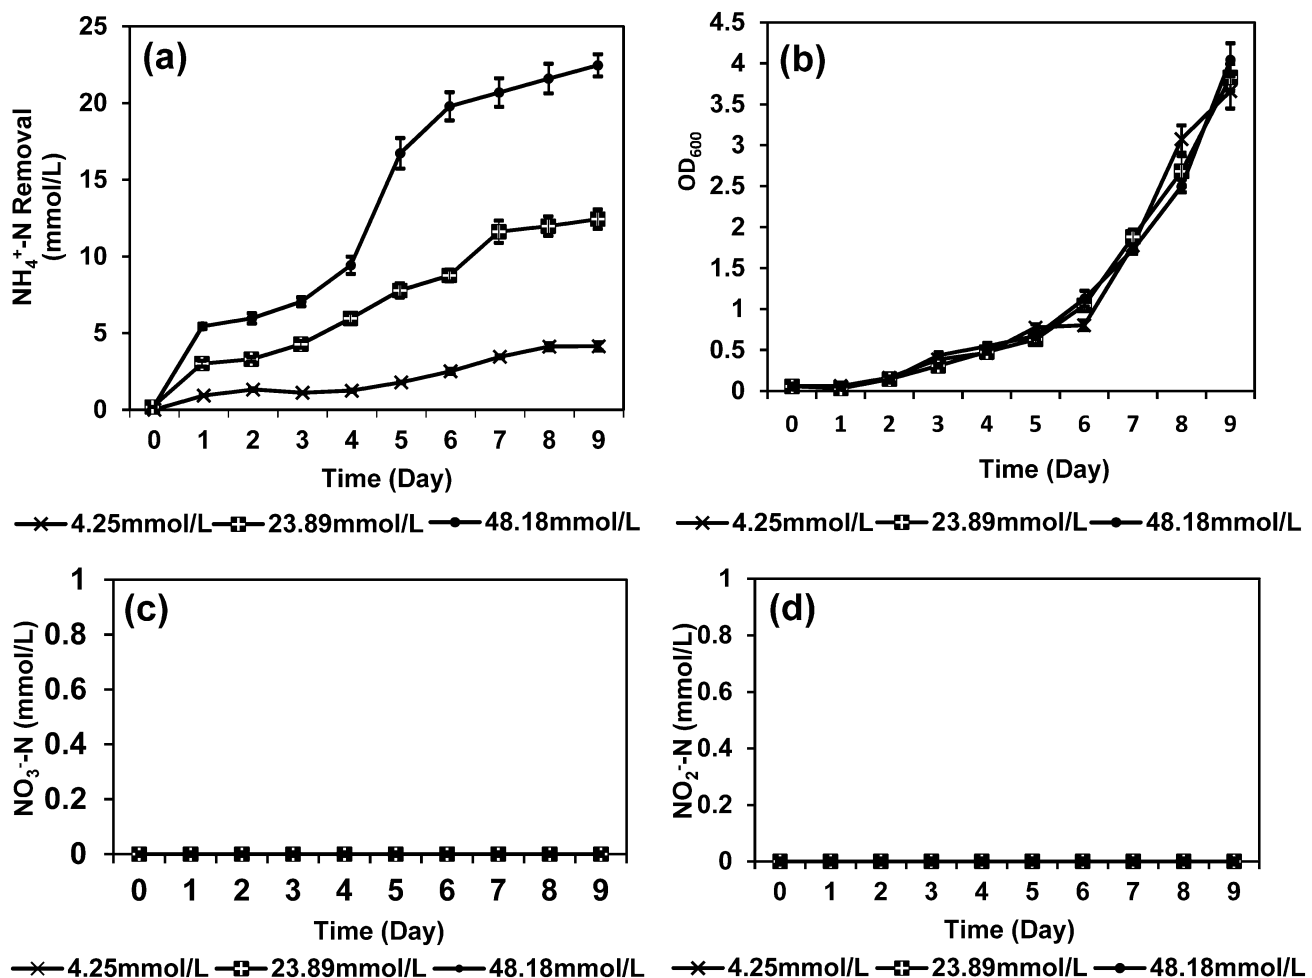 (a)
NH₄⁺-N Removal
(mmol/L)
25
20
15
10
5
0
0 1 2 3 4 5 6 7 8 9
Time (Day)
4.25mmol/L 23.89mmol/L 48.18mmol/L
(b)
OD₆₀₀
4.5
4
3.5
3
2.5
2
1.5
1
0.5
0
0 1 2 3 4 5 6 7 8 9
Time (Day)
4.25mmol/L 23.89mmol/L 48.18mmol/L
(c)
NO₃⁻-N (mmol/L)
1
0.8
0.6
0.4
0.2
0
0 1 2 3 4 5 6 7 8 9
Time (Day)
4.25mmol/L 23.89mmol/L 48.18mmol/L
(d)
NO₂⁻-N (mmol/L)
1
0.8
0.6
0.4
0.2
0
0 1 2 3 4 5 6 7 8 9
Time (Day)
4.25mmol/L 23.89mmol/L 48.18mmol/L